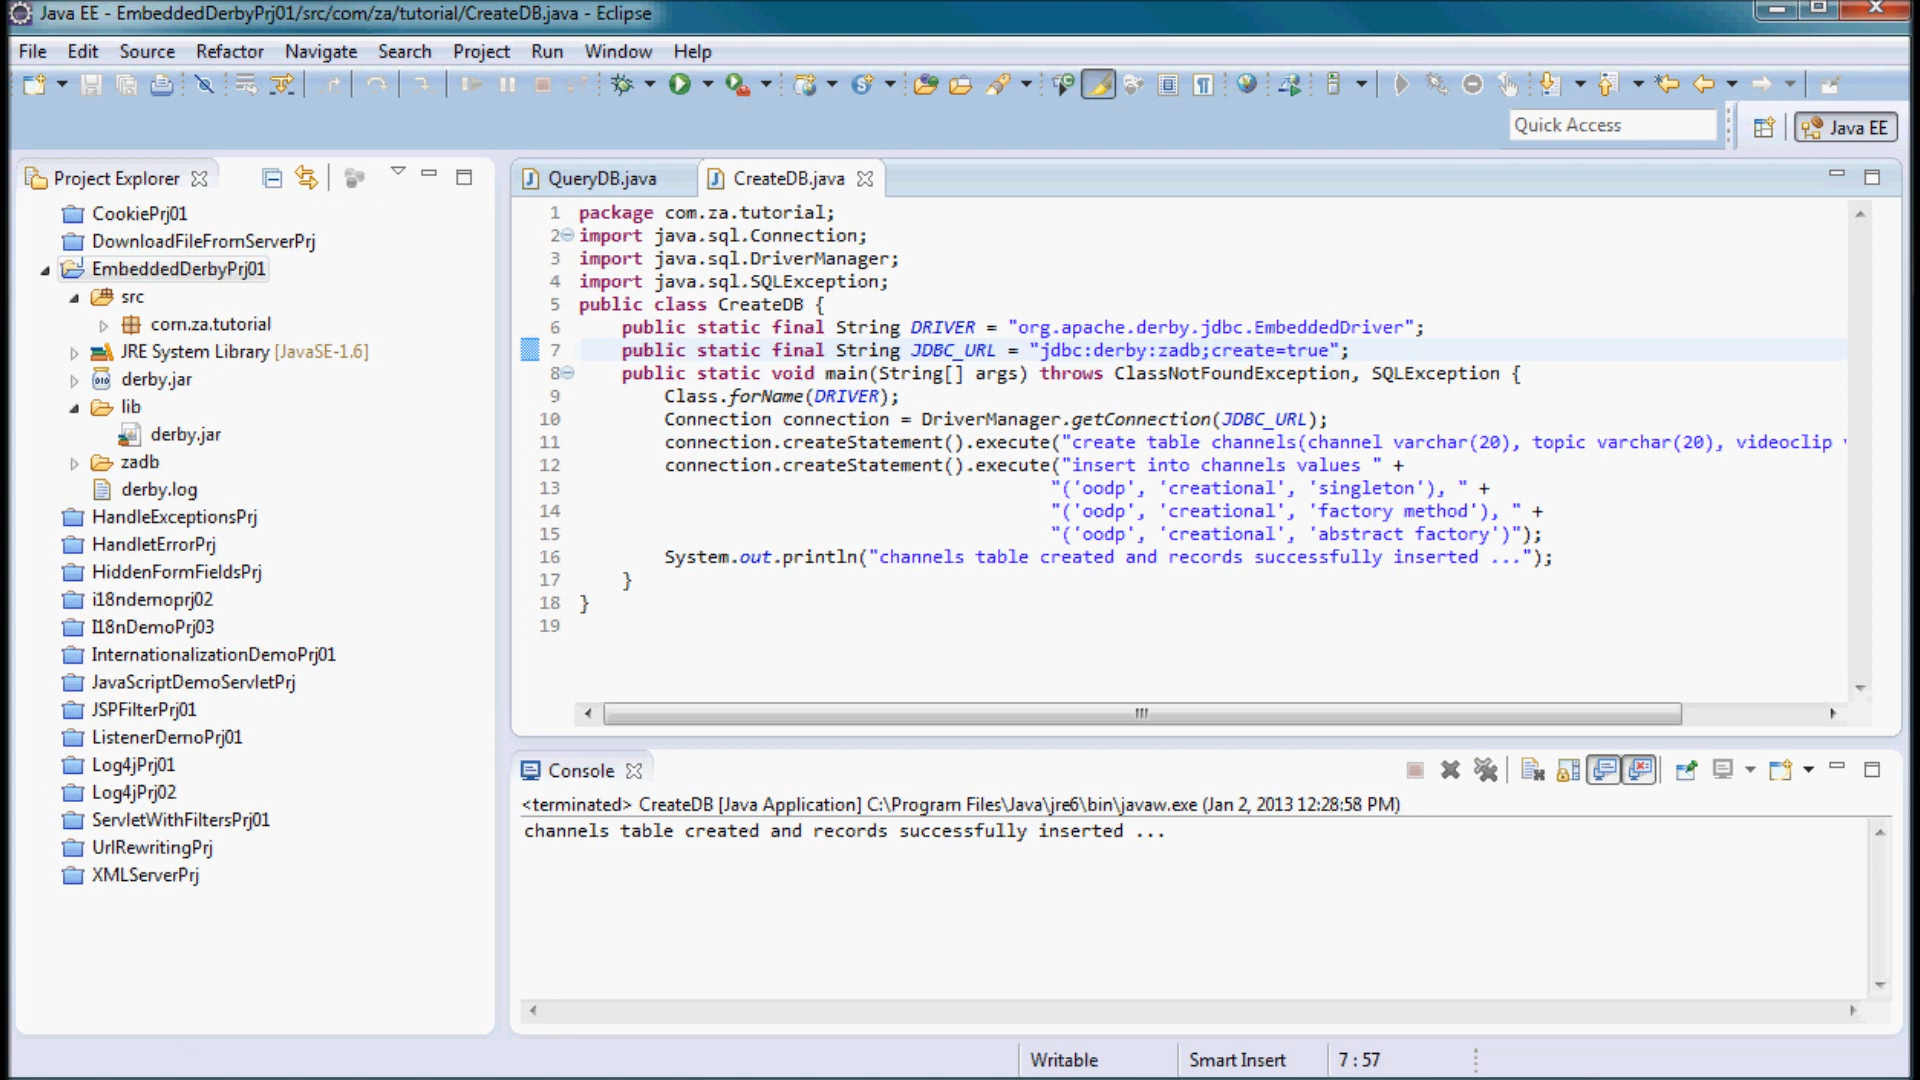 Java EE - EmbeddedDerbyPrj01/src/com/za/tutorial/CreateDB.java - Eclipse
File Edit Source Refactor Navigate Search Project Run Window Help
Quick Access
Java EE
Project Explorer
CookiePrj01
DownloadFileFromServerPrj
EmbeddedDerbyPrj01
src
com.za.tutorial
JRE System Library [JavaSE-1.6]
derby.jar
lib
derby.jar
zadb
derby.log
HandleExceptionsPrj
HandletErrorPrj
HiddenFormFieldsPrj
i18ndemoprj02
I18nDemoPrj03
InternationalizationDemoPrj01
JavaScriptDemoServletPrj
JSPFilterPrj01
ListenerDemoPrj01
Log4jPrj01
Log4jPrj02
ServletWithFiltersPrj01
UrlRewritingPrj
XMLServerPrj
QueryDB.java CreateDB.java
1 package com.za.tutorial;
2 import java.sql.Connection;
3 import java.sql.DriverManager;
4 import java.sql.SQLException;
5 public class CreateDB {
6 public static final String DRIVER = "org.apache.derby.jdbc.EmbeddedDriver";
7 public static final String JDBC_URL = "jdbc:derby:zadb;create=true";
8 public static void main(String[] args) throws ClassNotFoundException, SQLException {
9 Class.forName(DRIVER);
10 Connection connection = DriverManager.getConnection(JDBC_URL);
11 connection.createStatement().execute("create table channels(channel varchar(20), topic varchar(20), videoclip
12 connection.createStatement().execute("insert into channels values " +
13 "('oodp', 'creational', 'singleton'), " +
14 "('oodp', 'creational', 'factory method'), " +
15 "('oodp', 'creational', 'abstract factory')");
16 System.out.println("channels table created and records successfully inserted ...");
17 }
18 }
19
Console
<terminated> CreateDB [Java Application] C:\Program Files\Java\jre6\bin\javaw.exe (Jan 2, 2013 12:28:58 PM)
channels table created and records successfully inserted ...
Writable Smart Insert 7 : 57